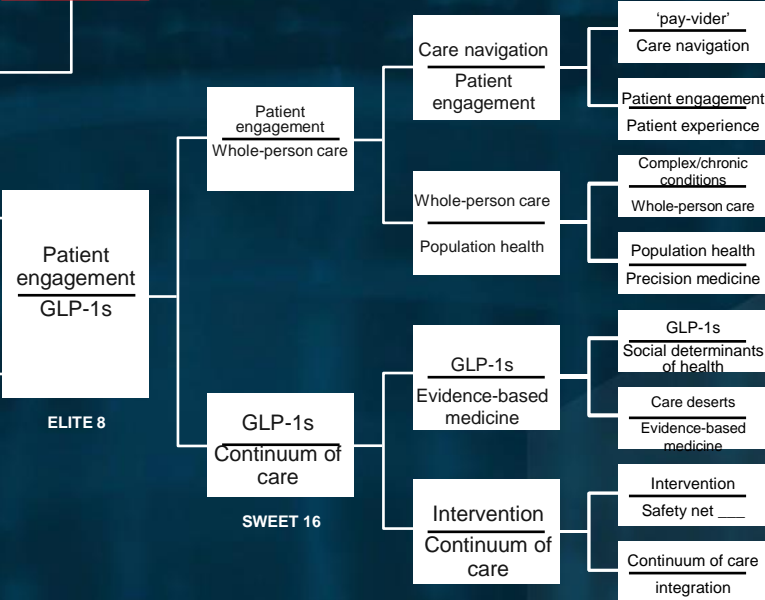 Patient
engagement
GLP-1s
ELITE 8
Patient
engagement
Whole-person care
GLP-1s
Continuum of
care
SWEET 16
Care navigation
Patient
engagement
Whole-person care
Population health
GLP-1s
Evidence-based
medicine
Intervention
Continuum of
care
‘pay-vider’
Care navigation
Patient engagement
Patient experience
Complex/chronic
conditions
Whole-person care
Population health
Precision medicine
GLP-1s
Social determinants
of health
Care deserts
Evidence-based
medicine
Intervention
Safety net ___
Continuum of care
integration